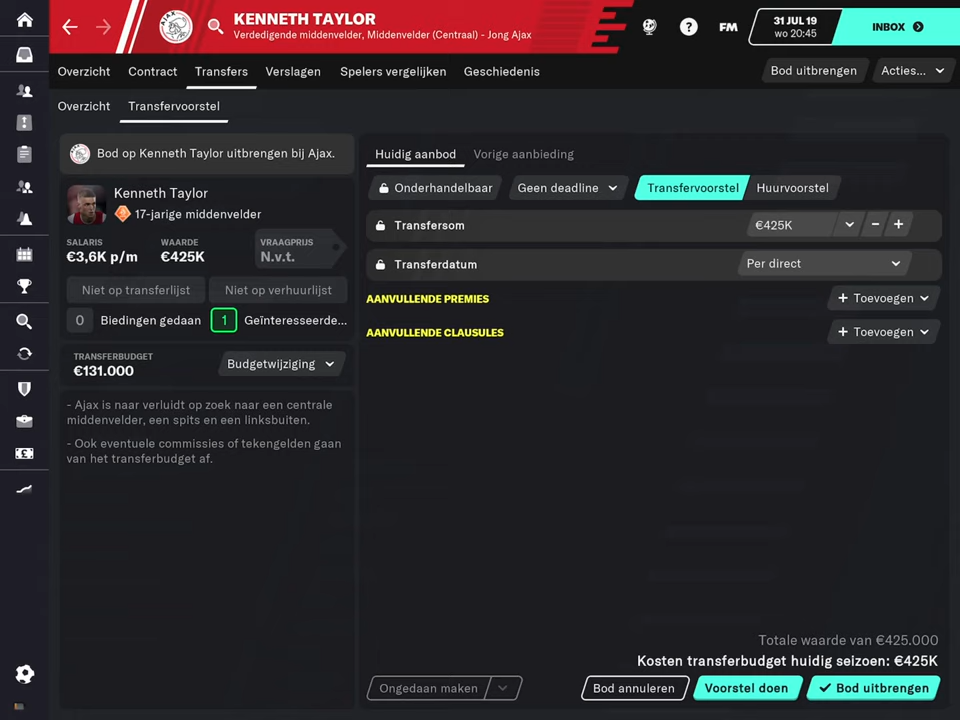 KENNETH TAYLOR
Verdedigende middenvelder, Middenvelder (Centraal) - Jong Ajax
?
FM
31 JUL 19
wo 20:45
INBOX
Overzicht Contract Transfers Verslagen Spelers vergelijken Geschiedenis
Bod uitbrengen Acties...
Overzicht Transfervoorstel
Bod op Kenneth Taylor uitbrengen bij Ajax.
Kenneth Taylor
17-jarige middenvelder
SALARIS WAARDE VRAAGPRIJS
€3,6K p/m €425K N.v.t.
Niet op transferlijst Niet op verhuurlijst
0 Biedingen gedaan 1 Geïnteresseerde...
TRANSFERBUDGET
€131.000
Budgetwijziging
- Ajax is naar verluidt op zoek naar een centrale
middenvelder, een spits en een linksbuiten.
- Ook eventuele commissies of tekengelden gaan
van het transferbudget af.
Huidig aanbod Vorige aanbieding
Onderhandelbaar Geen deadline Transfervoorstel Huurvoorstel
Transfersom €425K − +
Transferdatum Per direct
AANVULLENDE PREMIES + Toevoegen
AANVULLENDE CLAUSULES + Toevoegen
Totale waarde van €425.000
Kosten transferbudget huidig seizoen: €425K
Ongedaan maken Bod annuleren Voorstel doen Bod uitbrengen